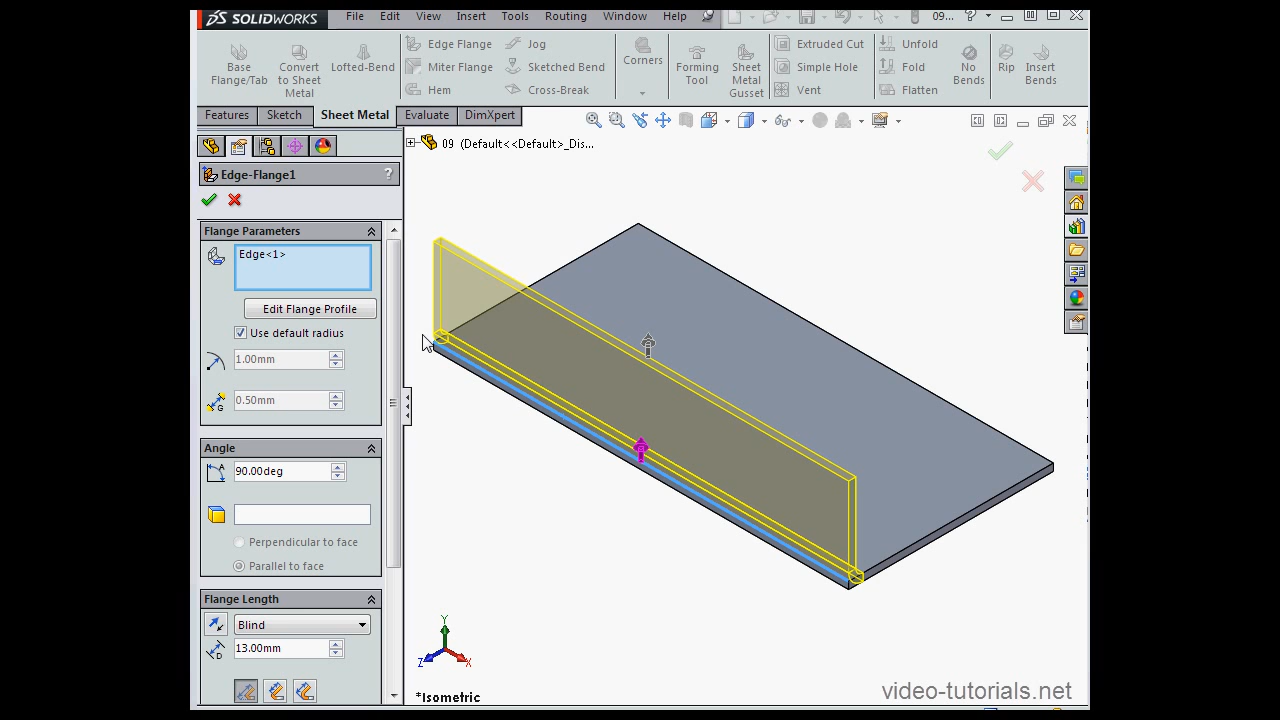 SOLIDWORKS File Edit View Insert Tools Routing Window Help 09... ?
Base Flange/Tab
Convert to Sheet Metal
Lofted-Bend
Edge Flange
Miter Flange
Hem
Jog
Sketched Bend
Cross-Break
Corners
Forming Tool
Sheet Metal Gusset
Extruded Cut
Simple Hole
Vent
Unfold
Fold
Flatten
No Bends
Rip
Insert Bends
Features Sketch Sheet Metal Evaluate DimXpert
09 (Default<<Default>_Dis...
Edge-Flange1 ?
Flange Parameters
Edge<1>
Edit Flange Profile
Use default radius
1.00mm
0.50mm
Angle
90.00deg
Perpendicular to face
Parallel to face
Flange Length
Blind
13.00mm
Y
Z X
*Isometric
video-tutorials.net